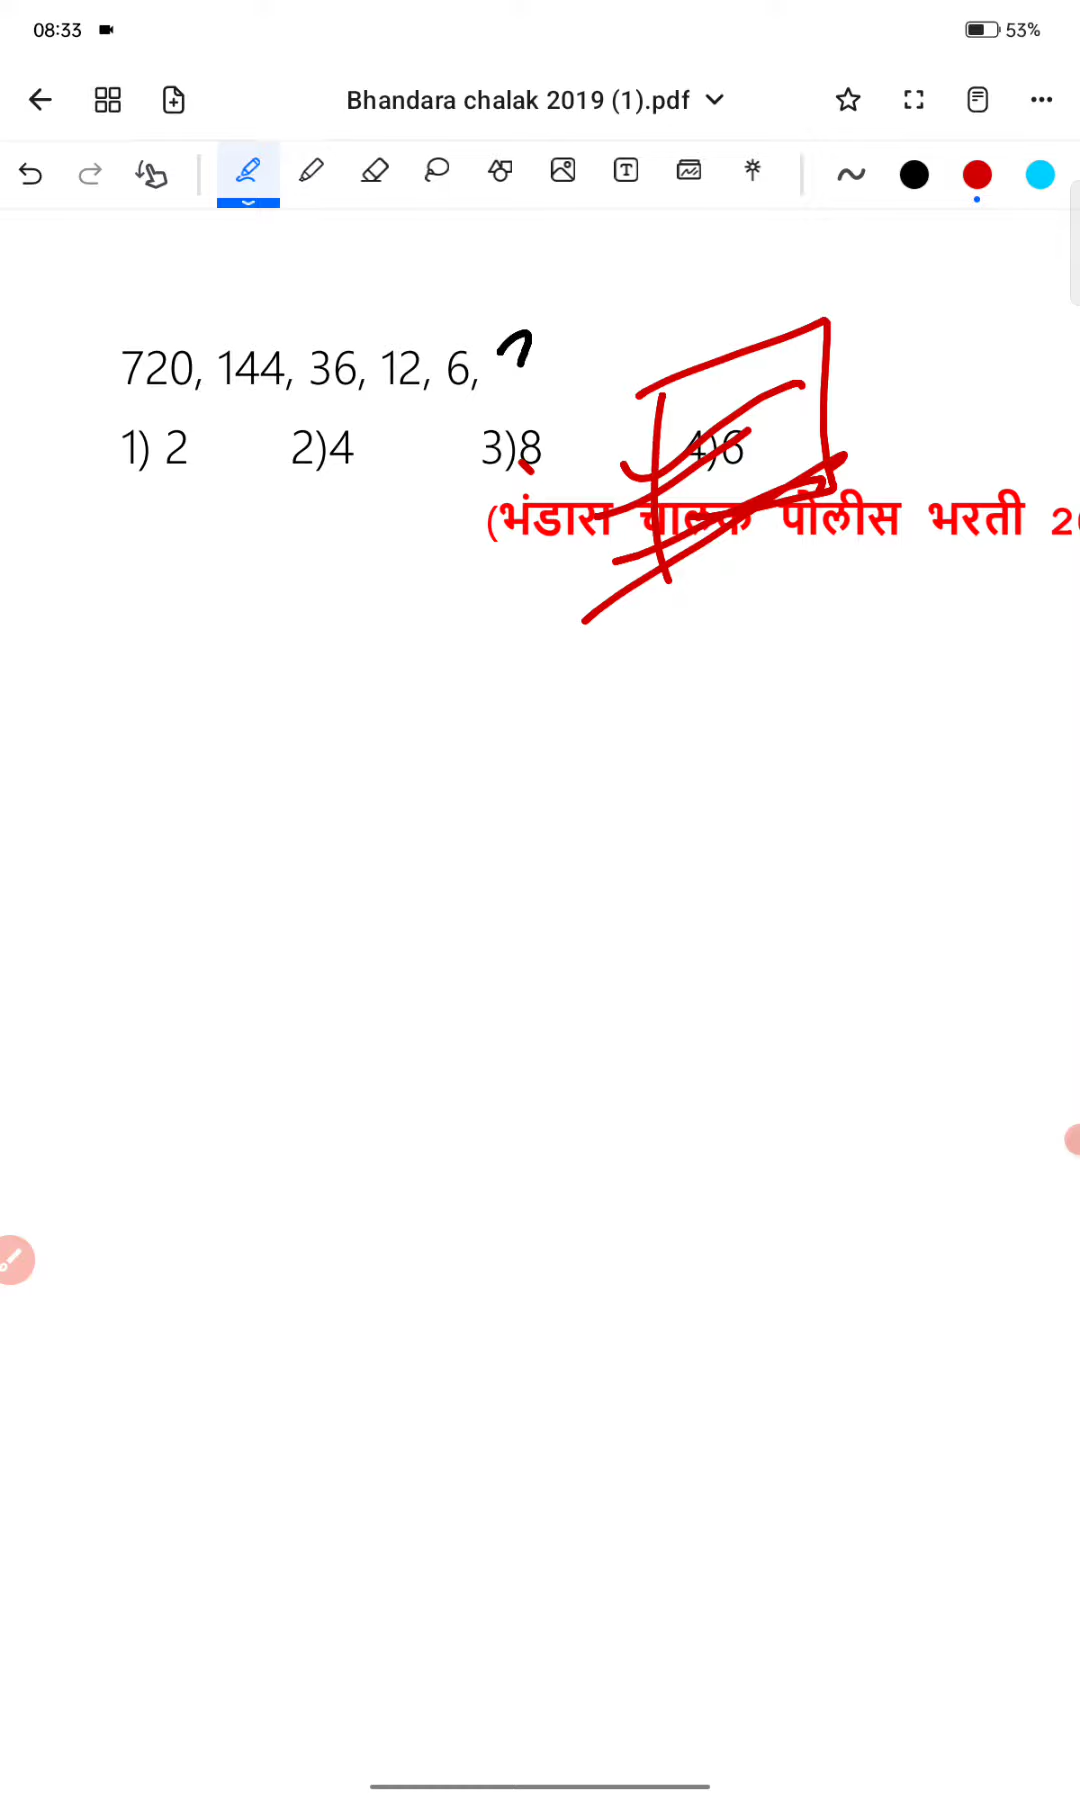 08:33
53%
Bhandara chalak 2019 (1).pdf
720, 144, 36, 12, 6, ?
1) 2 2)4 3)8 4)6
(भंडारा चालक पोलीस भरती